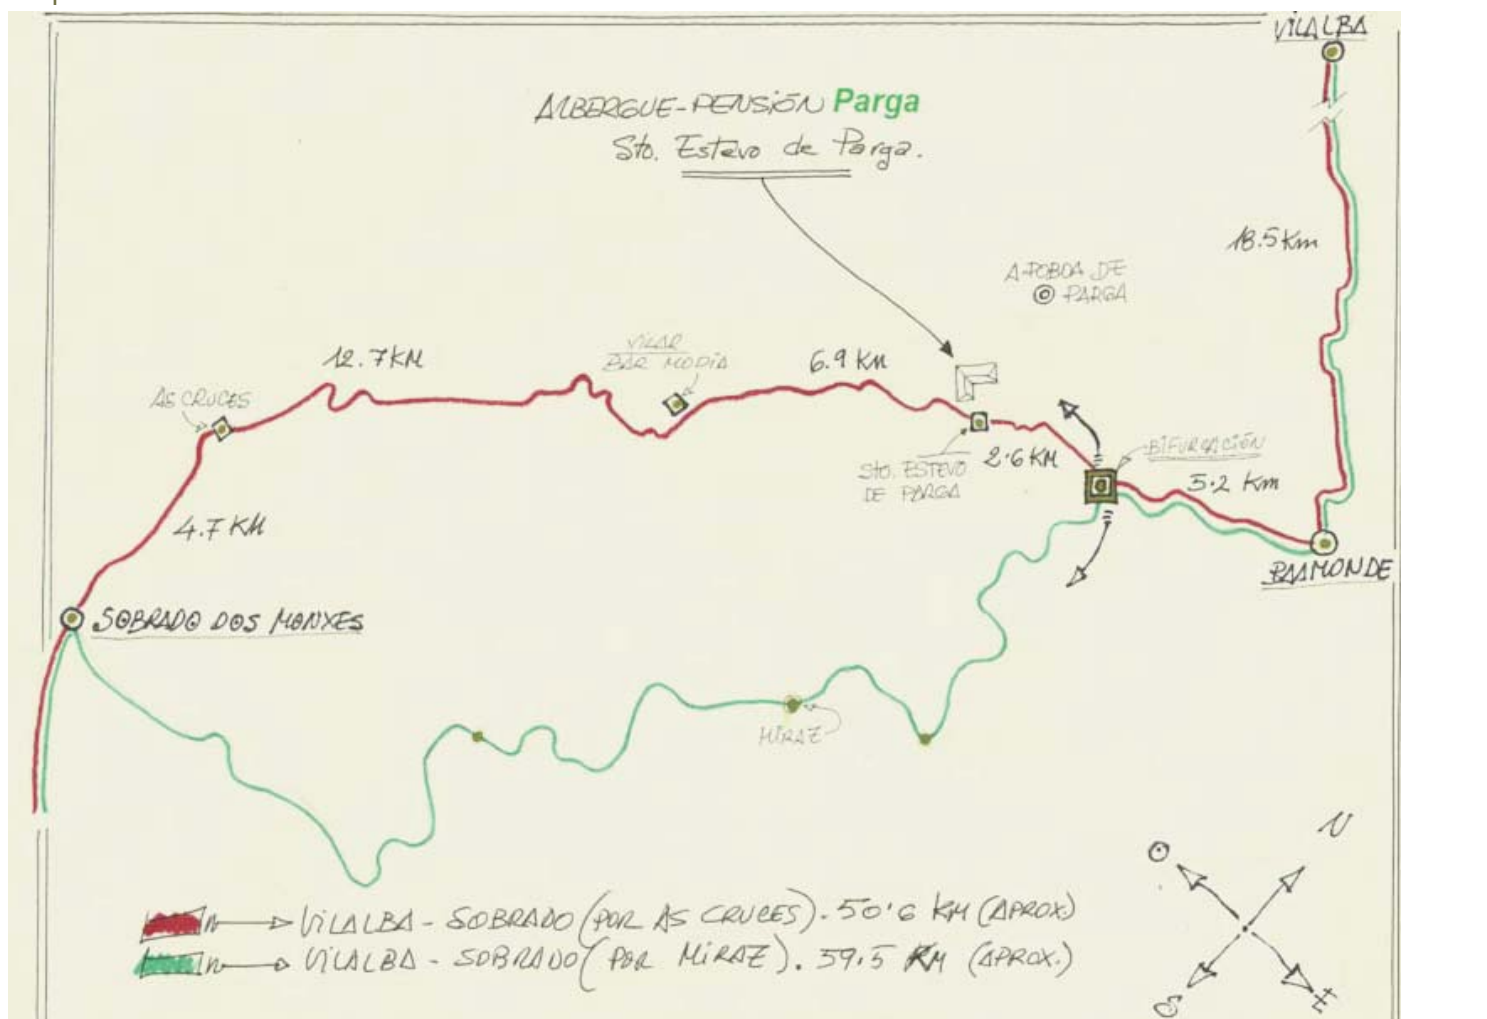 VILALBA
ALBERGUE-PENSIÓN Parga
Sto. Estevo de Parga.
18.5 Km
A POBOA DE
PARGA
12.7 KM
VILAR
BAR MODIA
6.9 KM
AS CRUCES
BIFURCACIÓN
STO. ESTEVO
DE PARGA
2.6 KM
5.2 Km
4.7 KM
BAAMONDE
SOBRADO DOS MONXES
MIRAZ
N
O
VILALBA - SOBRADO (POR AS CRUCES). 50'6 KM (APROX)
VILALBA - SOBRADO (POR MIRAZ). 59.5 KM (APROX.)
S
E